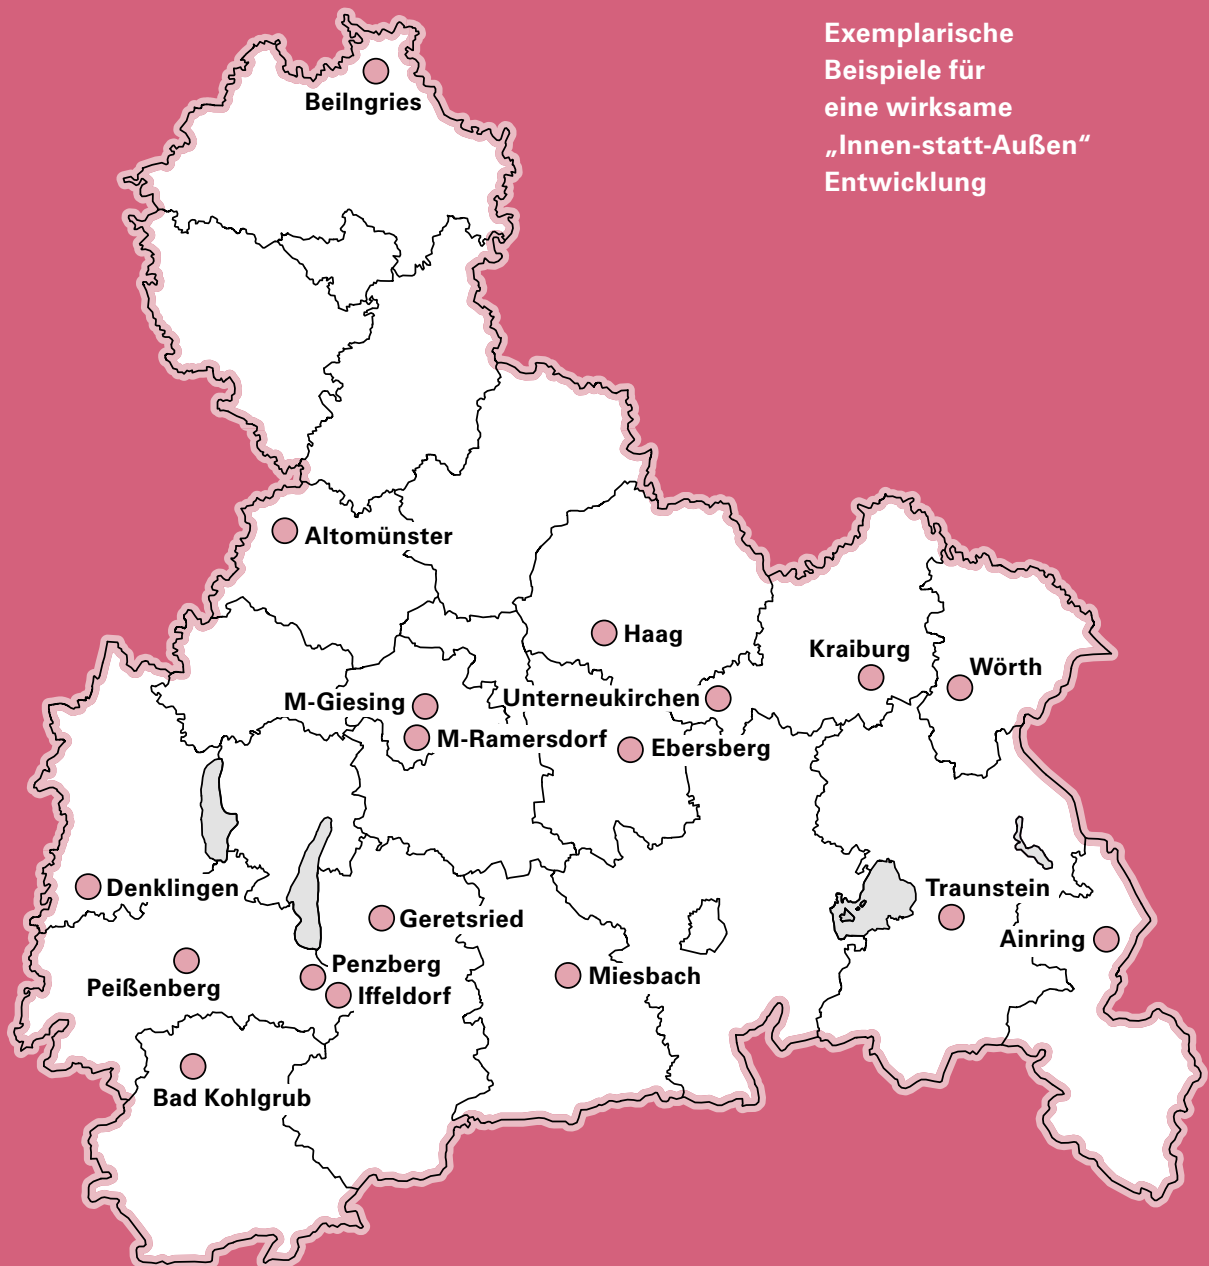 Exemplarische
Beispiele für
eine wirksame
„Innen-statt-Außen“
Entwicklung
Beilngries
Altomünster
Haag
Kraiburg
Wörth
M-Giesing
Unterneukirchen
M-Ramersdorf
Ebersberg
Denklingen
Traunstein
Geretsried
Ainring
Penzberg
Miesbach
Peißenberg
Iffeldorf
Bad Kohlgrub